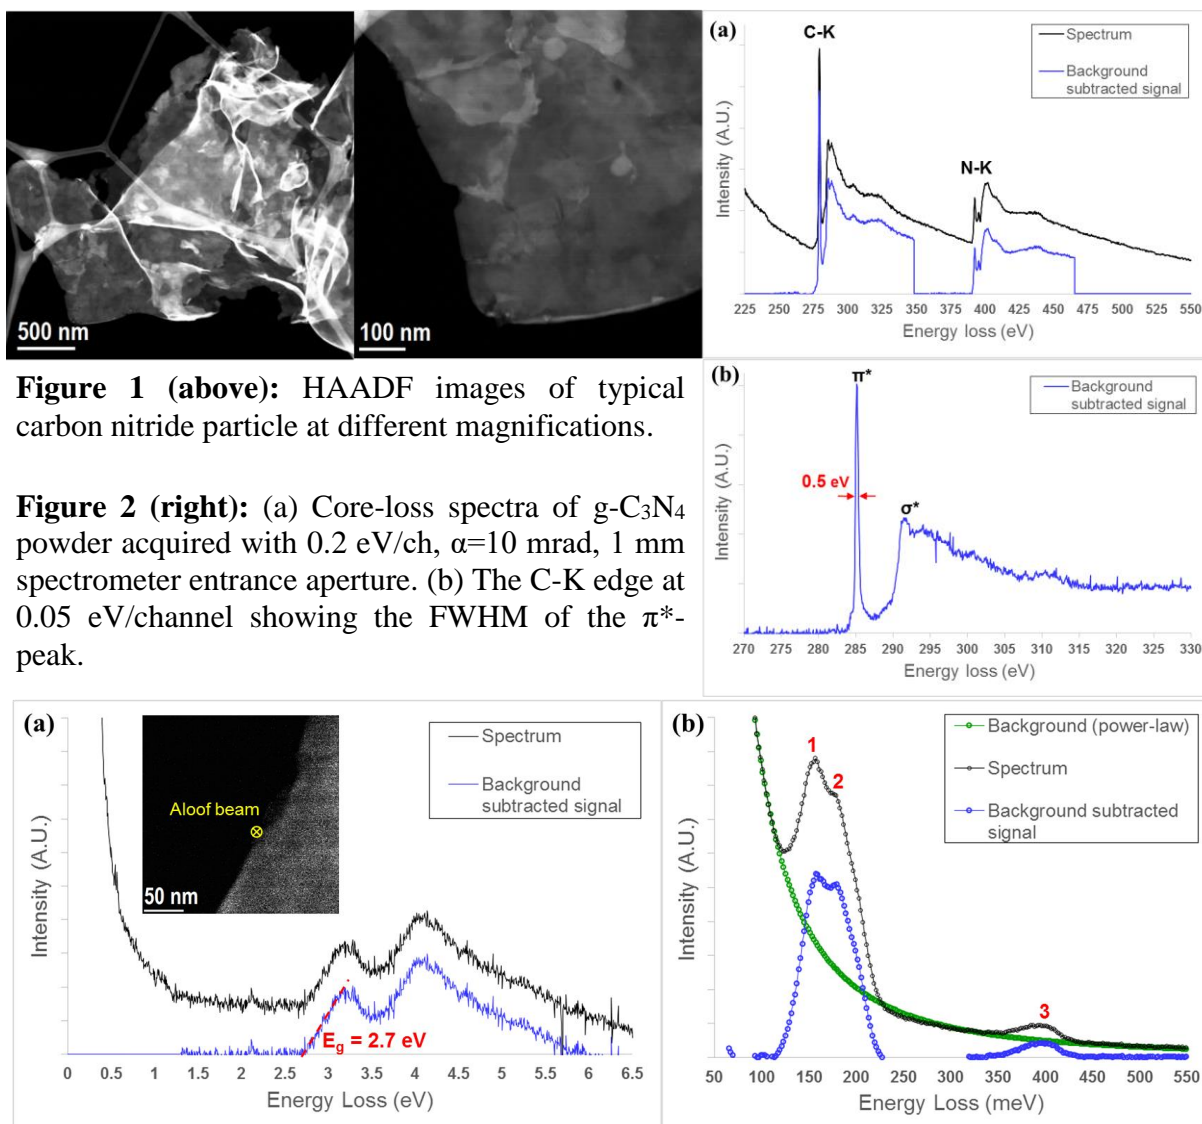 500 nm
100 nm
Figure 1 (above): HAADF images of typical
carbon nitride particle at different magnifications.
Figure 2 (right): (a) Core-loss spectra of g-C₃N₄
powder acquired with 0.2 eV/ch, α=10 mrad, 1 mm
spectrometer entrance aperture. (b) The C-K edge at
0.05 eV/channel showing the FWHM of the π*-
peak.
(a)
C-K
N-K
Spectrum
Background
subtracted signal
Intensity (A.U.)
225 250 275 300 325 350 375 400 425 450 475 500 525 550
Energy loss (eV)
(b)
π*
0.5 eV
σ*
Background
subtracted signal
Intensity (A.U.)
270 275 280 285 290 295 300 305 310 315 320 325 330
Energy loss (eV)
(a)
Aloof beam
50 nm
Spectrum
Background
subtracted signal
Eg = 2.7 eV
Intensity (A.U.)
0 0.5 1 1.5 2 2.5 3 3.5 4 4.5 5 5.5 6 6.5
Energy Loss (eV)
(b)
1
2
3
Background (power-law)
Spectrum
Background subtracted
signal
Intensity (A.U.)
50 100 150 200 250 300 350 400 450 500 550
Energy Loss (meV)